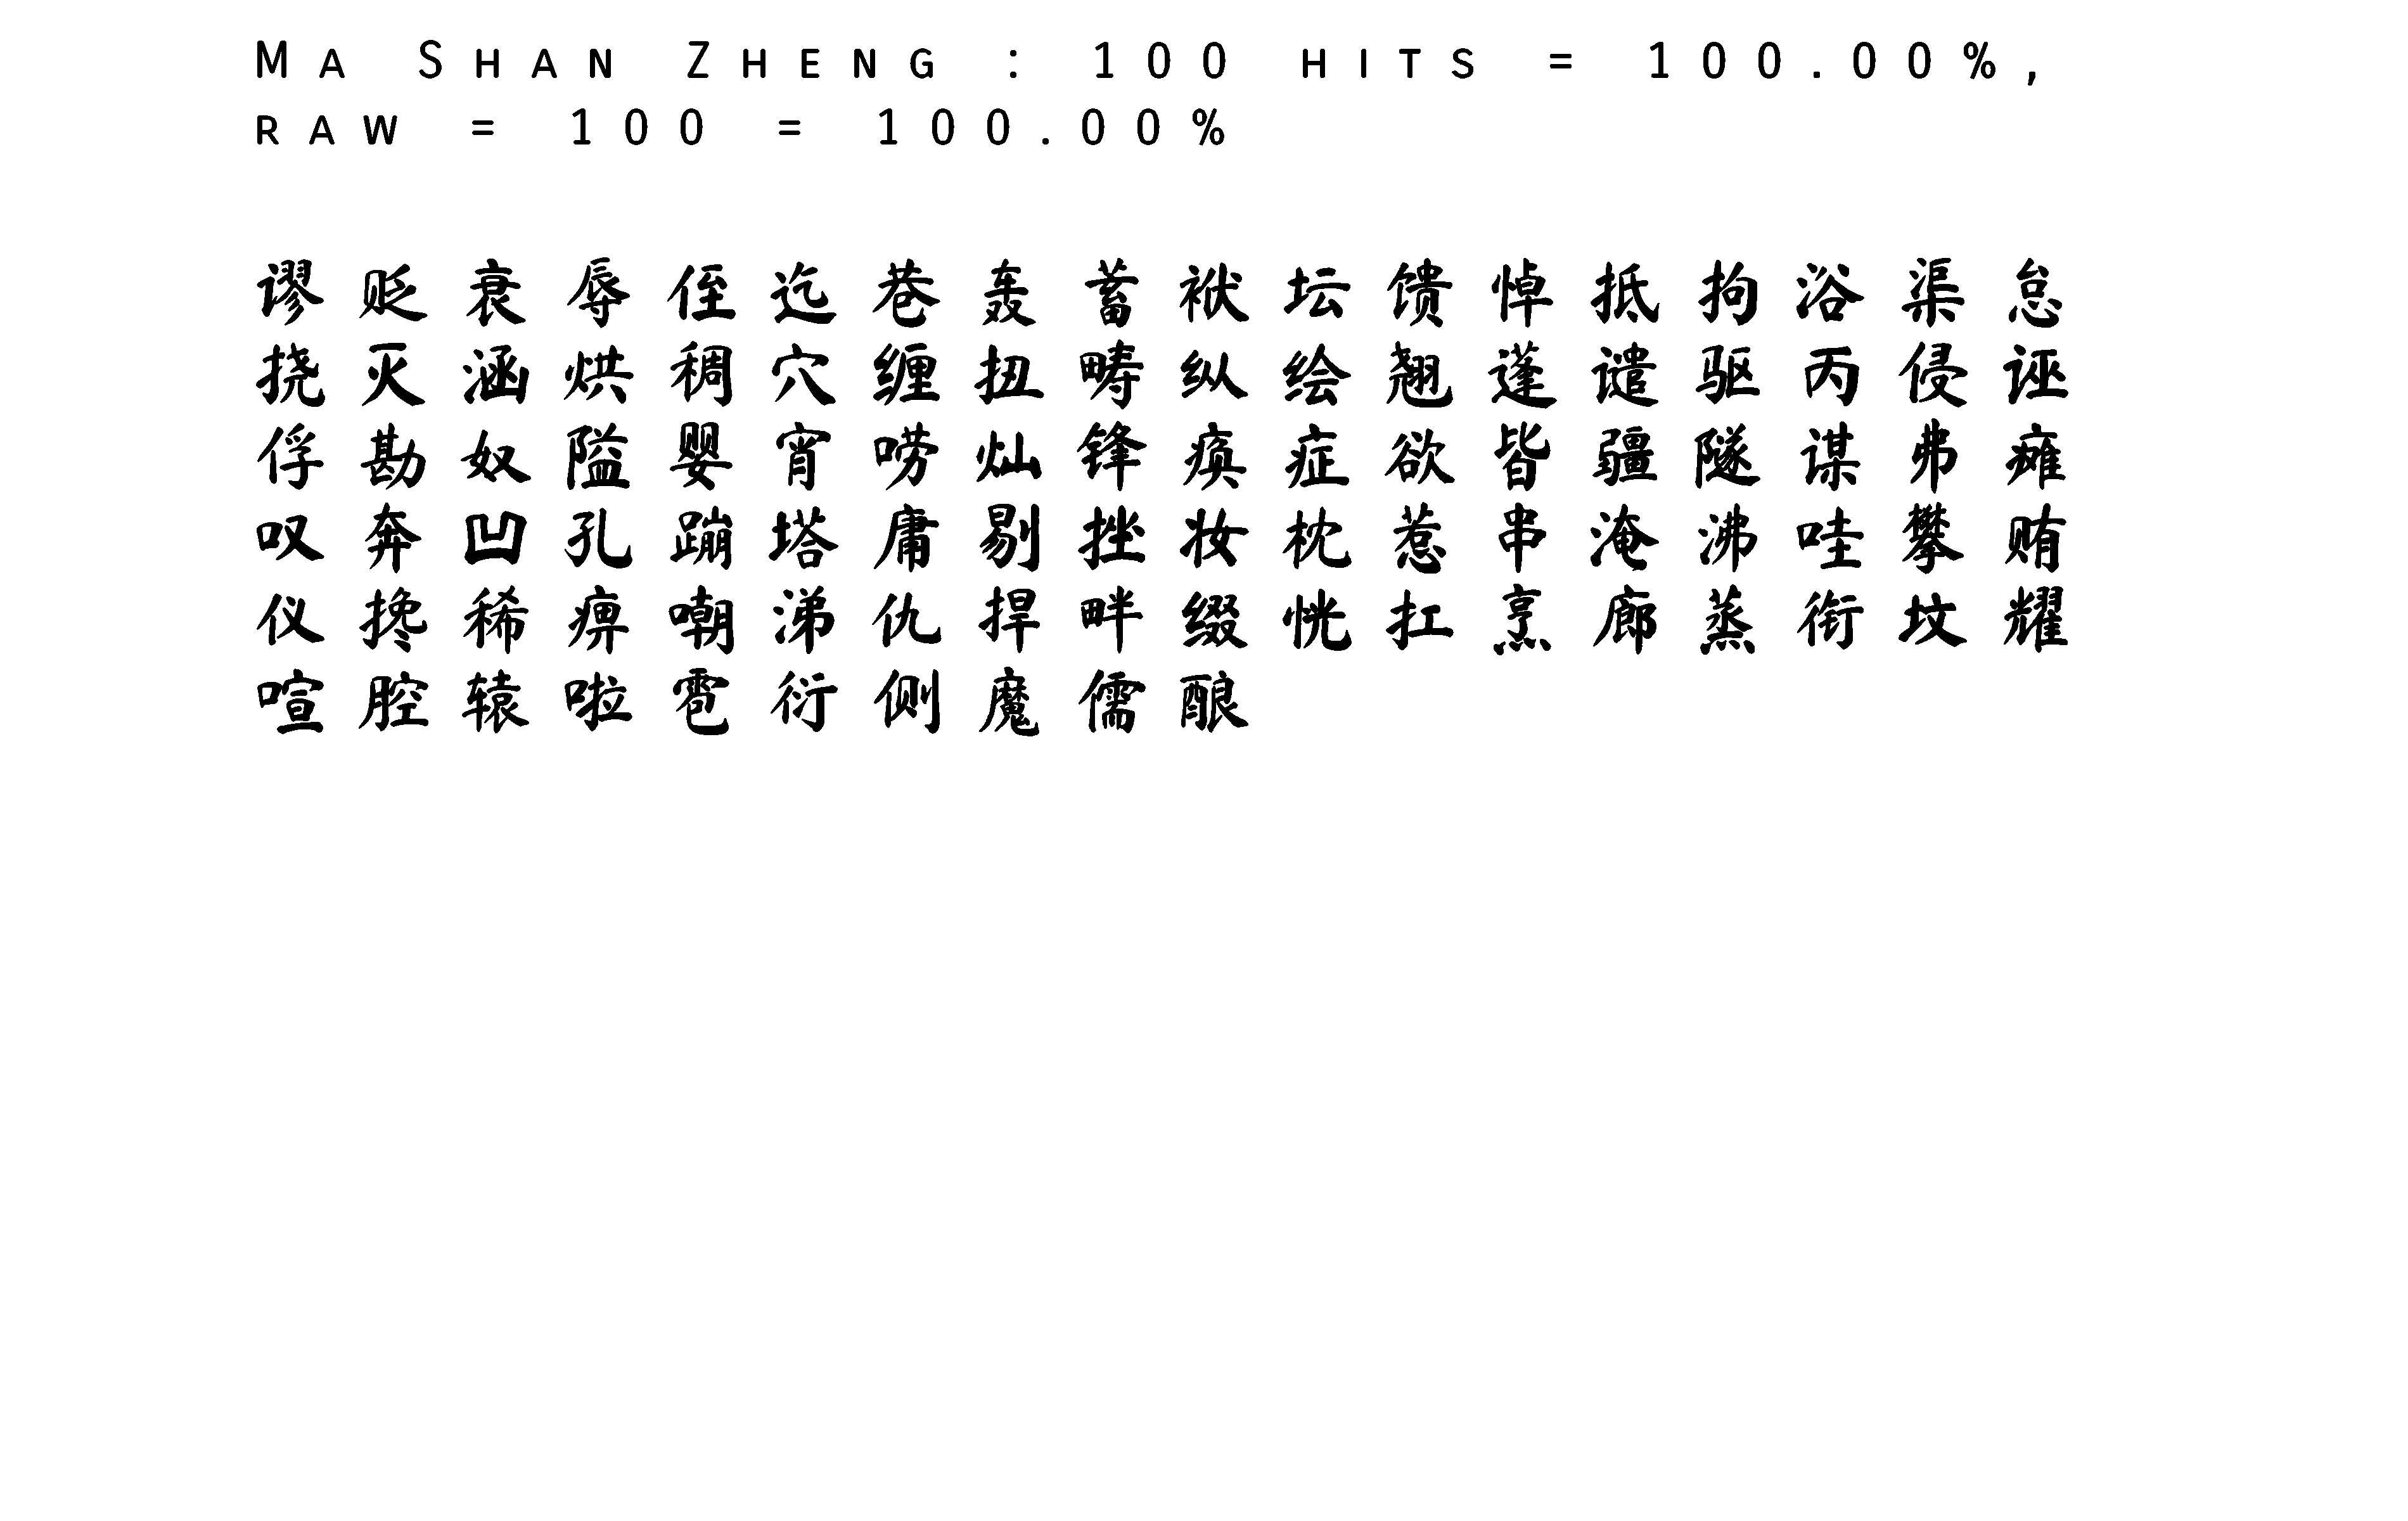 Ma Shan Zheng : 100 hits = 100.00%,
raw = 100 = 100.00%
谬 贬 衰 辱 侄 迄 巷 轰 蓄 袱 坛 馈 悼 抵 拘 浴 渠 怠
挠 灭 涵 烘 稠 穴 缠 扭 畴 纵 绘 翘 蓬 谴 驱 丙 侵 诬
俘 勘 奴 隘 婴 宵 唠 灿 锋 痪 症 欲 皆 疆 隧 谋 弗 瘫
叹 奔 凹 孔 蹦 塔 庸 剔 挫 妆 枕 惹 串 淹 沸 哇 攀 贿
仪 搀 稀 痹 嘲 涕 仇 捍 畔 缀 恍 扛 烹 廊 蒸 衔 坟 耀
喧 腔 辕 啦 雹 衍 侧 魔 儒 酿